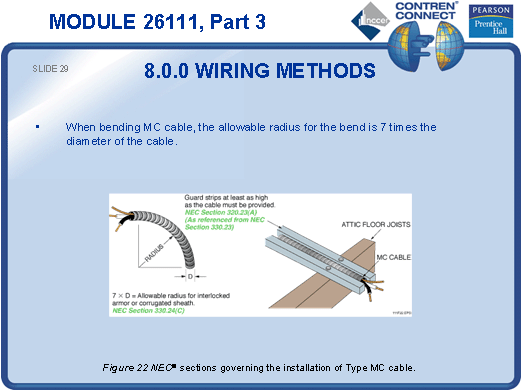 MODULE 26111, Part 3
nccer
CONTREN®
CONNECT
PEARSON
Prentice
Hall
SLIDE 29
8.0.0 WIRING METHODS
• When bending MC cable, the allowable radius for the bend is 7 times the
diameter of the cable.
Guard strips at least as high
as the cable must be provided.
NEC Section 320.23(A)
(As referenced from NEC
Section 330.23)
ATTIC FLOOR JOISTS
RADIUS
MC CABLE
D
7 × D = Allowable radius for interlocked
armor or corrugated sheath.
NEC Section 330.24(C)
Figure 22 NEC® sections governing the installation of Type MC cable.